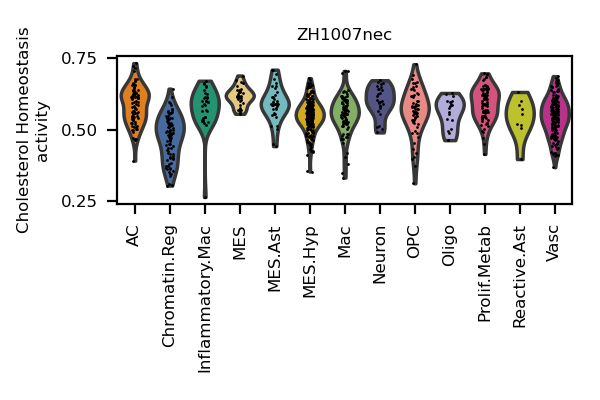 ZH1007nec
Cholesterol Homeostasis
activity
0.75
0.50
0.25
AC
Chromatin.Reg
Inflammatory.Mac
MES
MES.Ast
MES.Hyp
Mac
Neuron
OPC
Oligo
Prolif.Metab
Reactive.Ast
Vasc